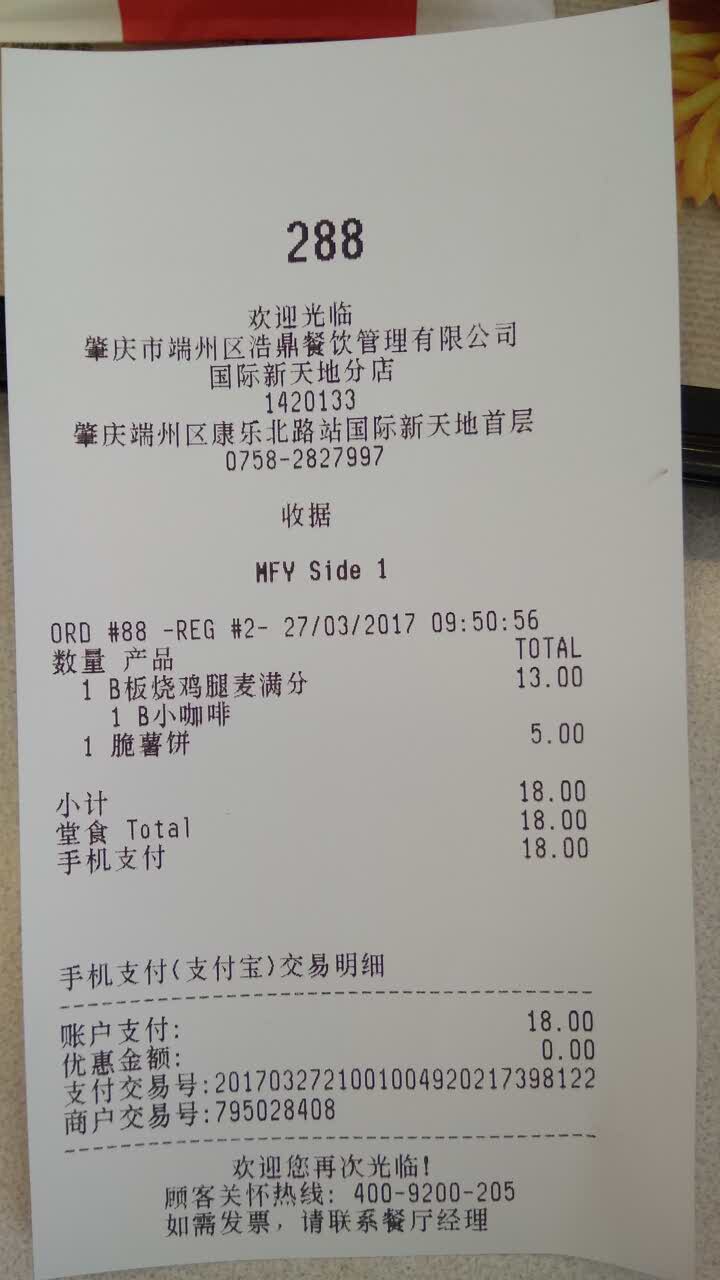 288
欢迎光临
肇庆市端州区浩鼎餐饮管理有限公司
国际新天地分店
1420133
肇庆端州区康乐北路站国际新天地首层
0758-2827997
收据
MFY Side 1
ORD #88 -REG #2- 27/03/2017 09:50:56
数量 产品 TOTAL
1 B板烧鸡腿麦满分 13.00
1 B小咖啡
1 脆薯饼 5.00
小计 18.00
堂食 Total 18.00
手机支付 18.00
手机支付(支付宝)交易明细
账户支付: 18.00
优惠金额: 0.00
支付交易号:2017032721001004920217398122
商户交易号:795028408
欢迎您再次光临!
顾客关怀热线: 400-9200-205
如需发票，请联系餐厅经理